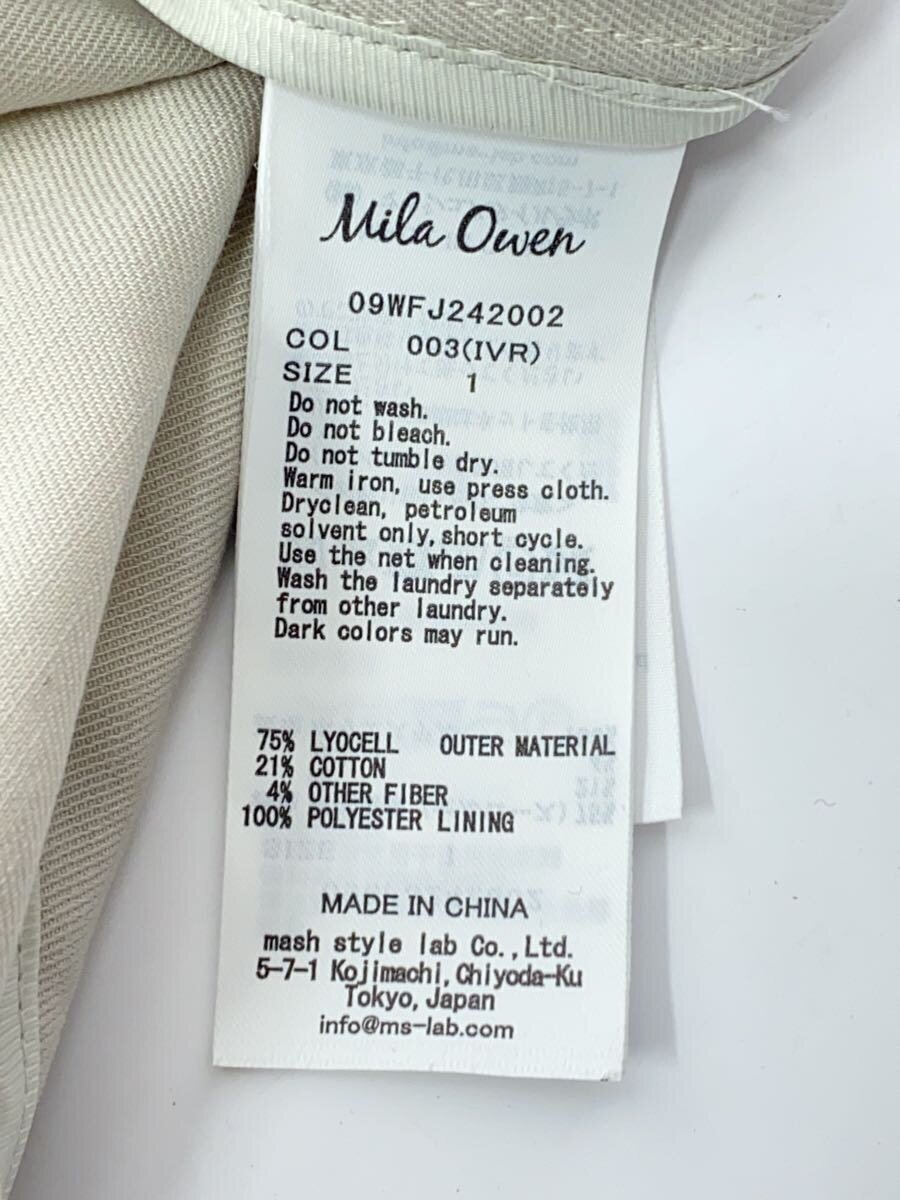 Mila Owen
09WFJ242002
COL 003(IVR)
SIZE 1
Do not wash.
Do not bleach.
Do not tumble dry.
Warm iron, use press cloth.
Dryclean, petroleum
solvent only,short cycle.
Use the net when cleaning.
Wash the laundry separately
from other laundry.
Dark colors may run.
75% LYOCELL OUTER MATERIAL
21% COTTON
4% OTHER FIBER
100% POLYESTER LINING
MADE IN CHINA
mash style lab Co.,Ltd.
5-7-1 Kojimachi,Chiyoda-Ku
Tokyo,Japan
info@ms-lab.com